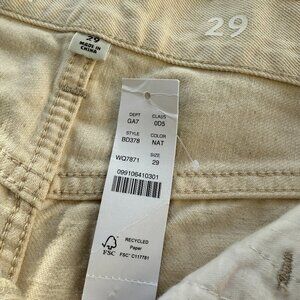 29
29
MADE IN
CHINA
DEPT CLASS
GA7 0D5
STYLE COLOR
BD378 NAT
WQ7871 SIZE
29
099106410301
FSC
RECYCLED
Paper
FSC® C117781